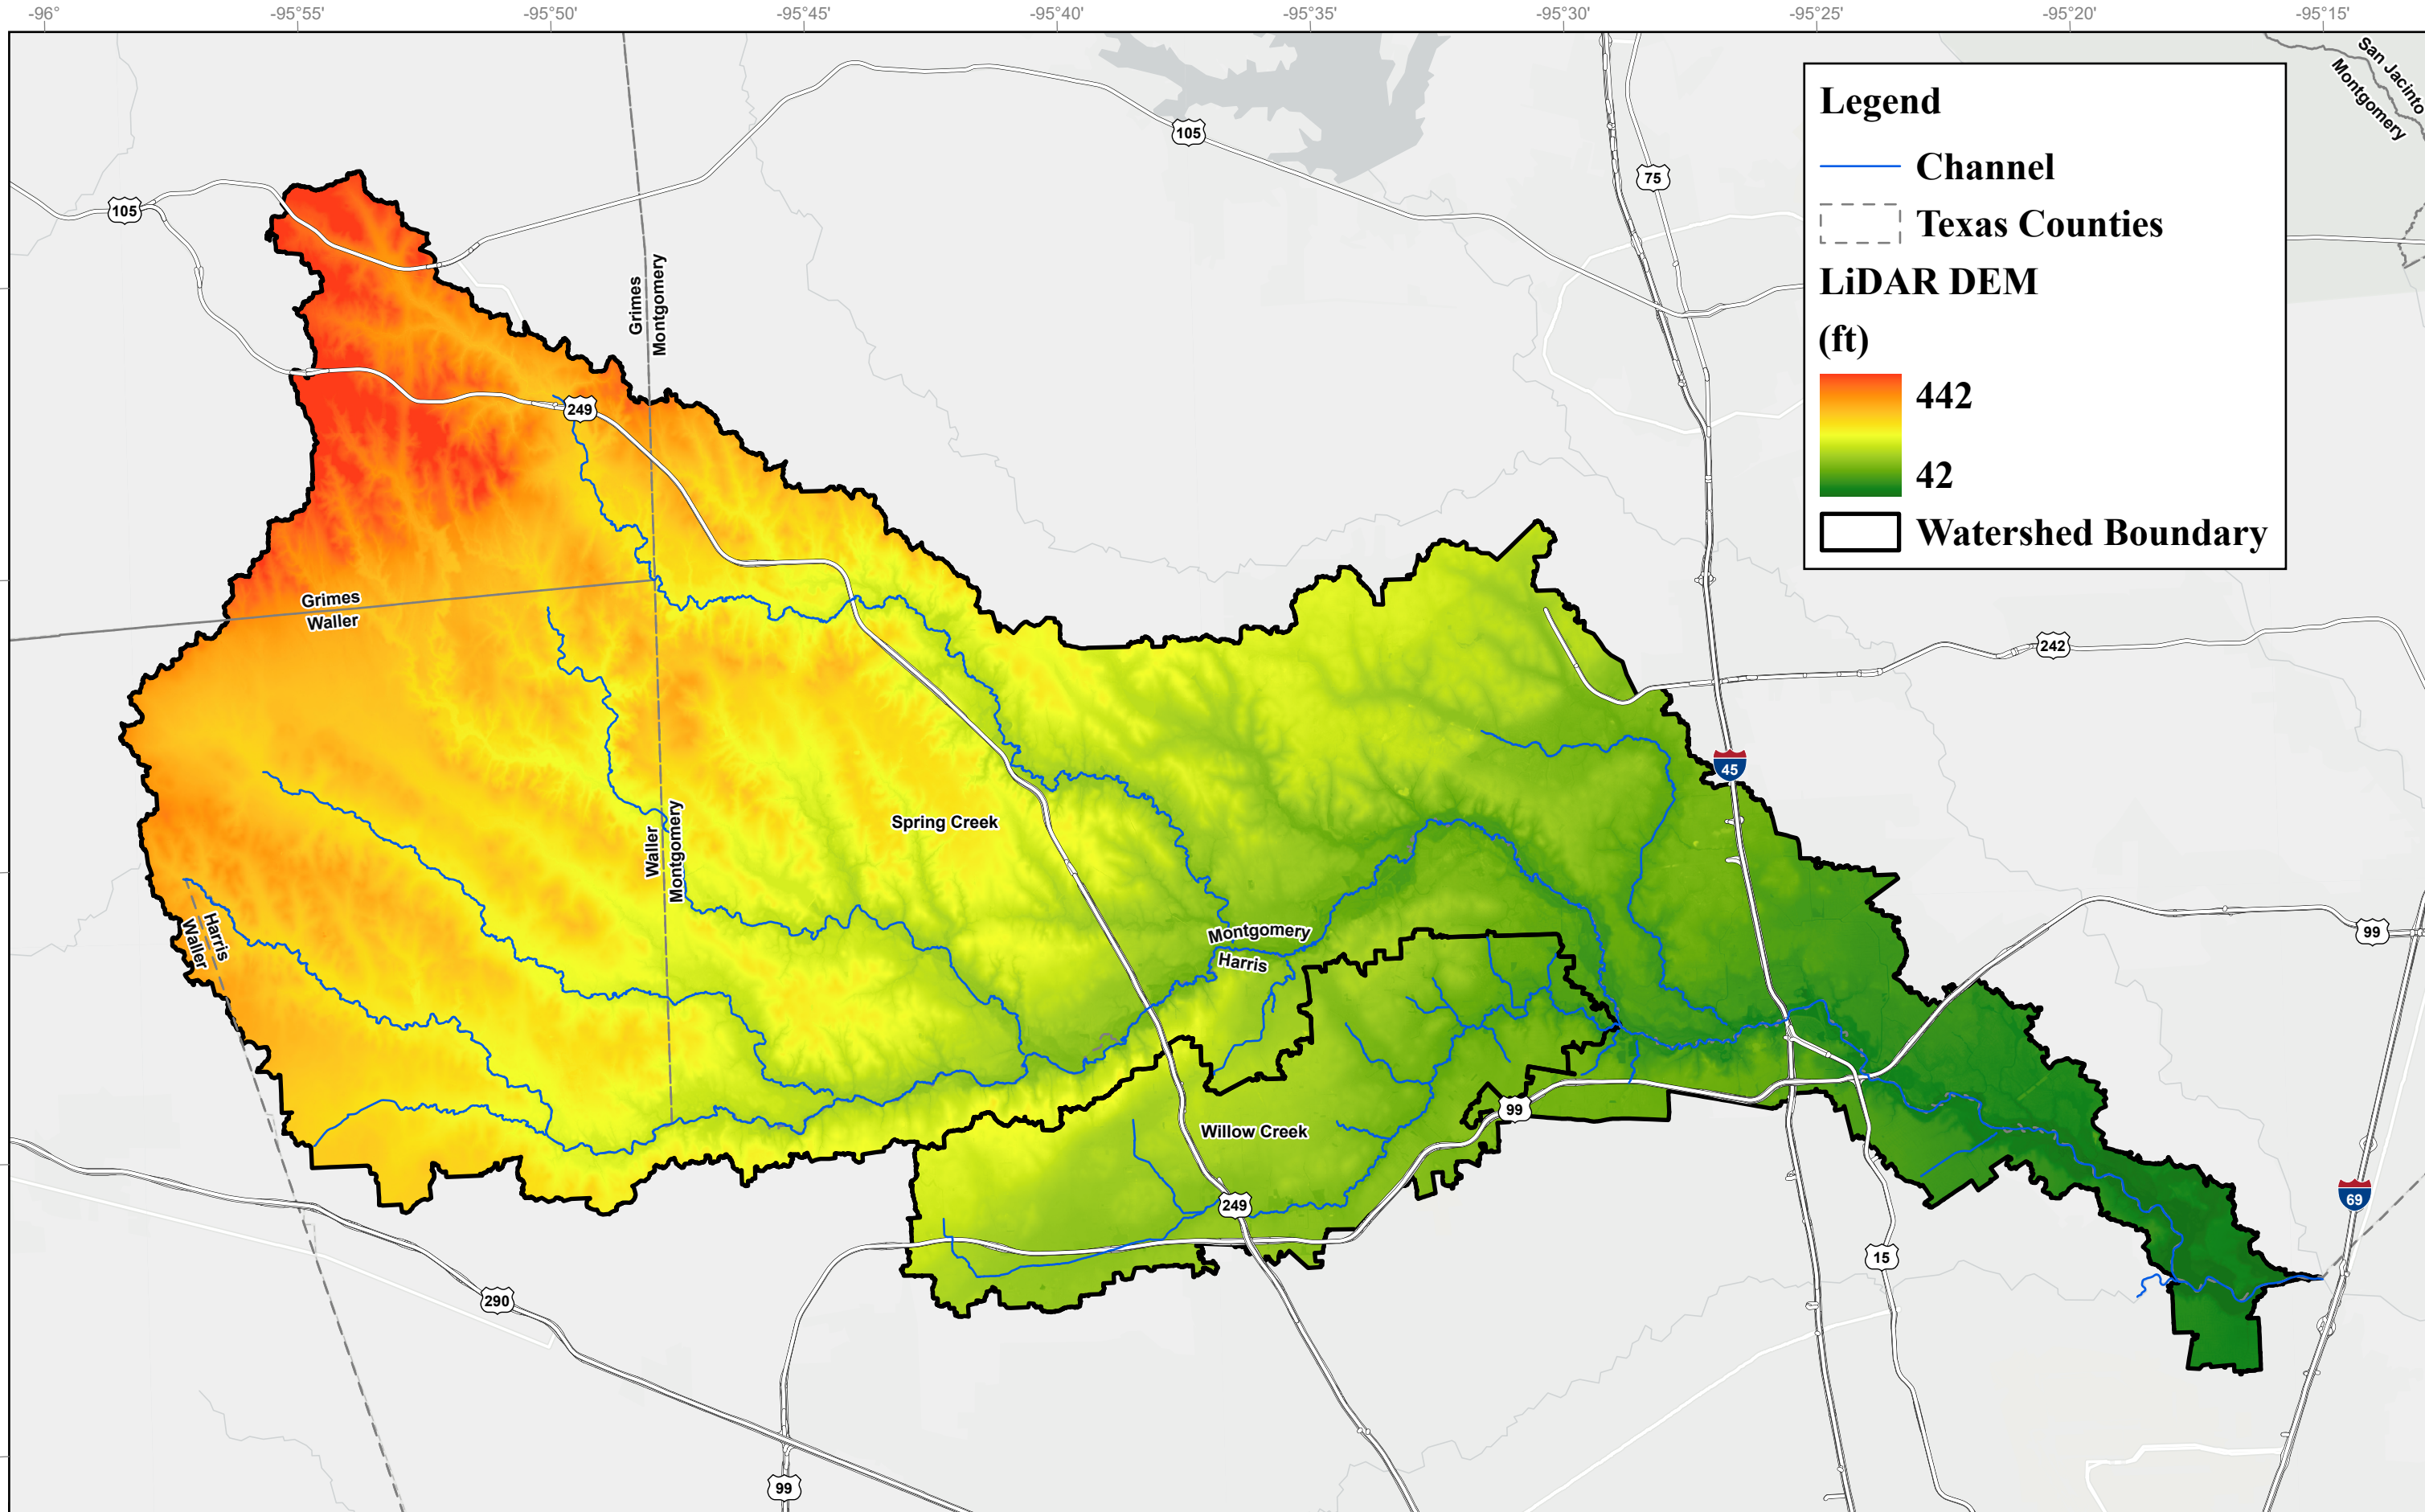 -96°
-95°55'
-95°50'
-95°45'
-95°40'
-95°35'
-95°30'
-95°25'
-95°20'
-95°15'
San Jacinto
Montgomery
Legend
Channel
Texas Counties
LiDAR DEM
(ft)
442
42
Watershed Boundary
105
75
105
Grimes
Montgomery
249
Grimes
Waller
242
45
Spring Creek
Waller
Montgomery
Harris
Waller
Montgomery
Harris
99
99
Willow Creek
249
69
15
290
99